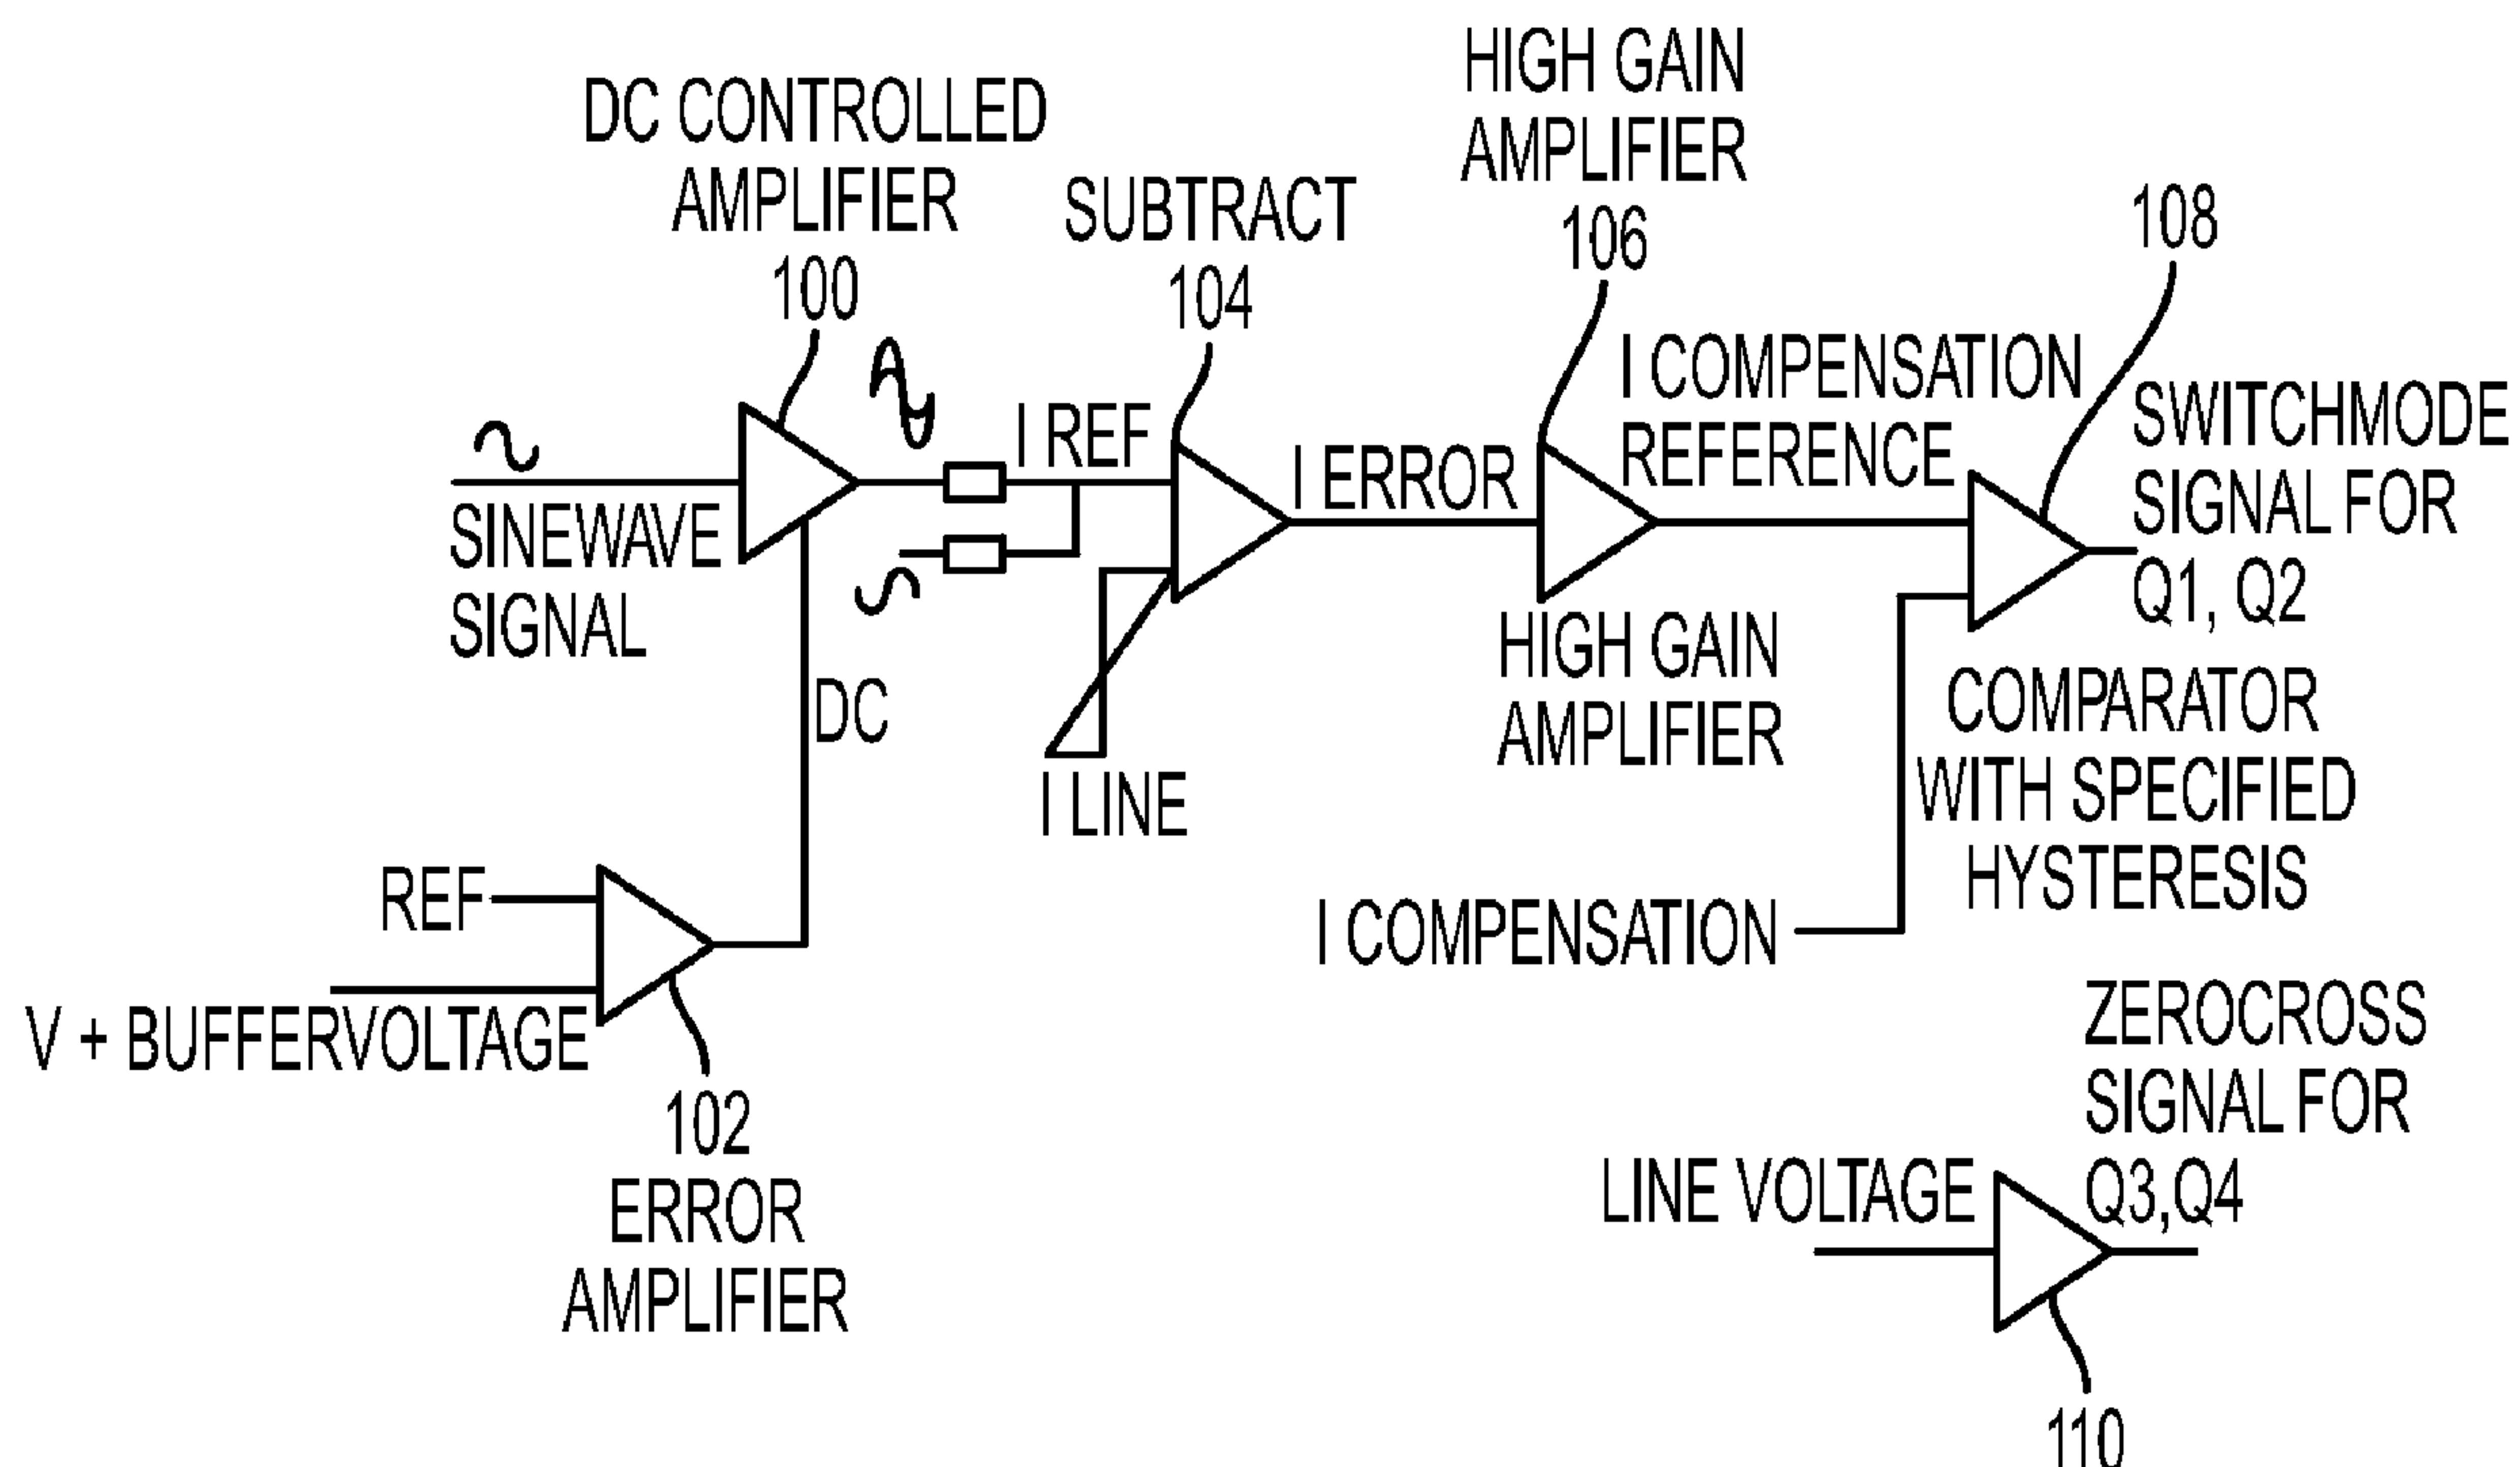 DC CONTROLLED
AMPLIFIER
100
SUBTRACT
104
HIGH GAIN
AMPLIFIER
106
108
I COMPENSATION
REFERENCE
SWITCHMODE
SIGNAL FOR
Q1, Q2
I REF
I ERROR
SINEWAVE
SIGNAL
DC
HIGH GAIN
AMPLIFIER
COMPARATOR
WITH SPECIFIED
HYSTERESIS
I LINE
REF
I COMPENSATION
V + BUFFERVOLTAGE
102
ERROR
AMPLIFIER
ZEROCROSS
SIGNAL FOR
Q3,Q4
LINE VOLTAGE
110